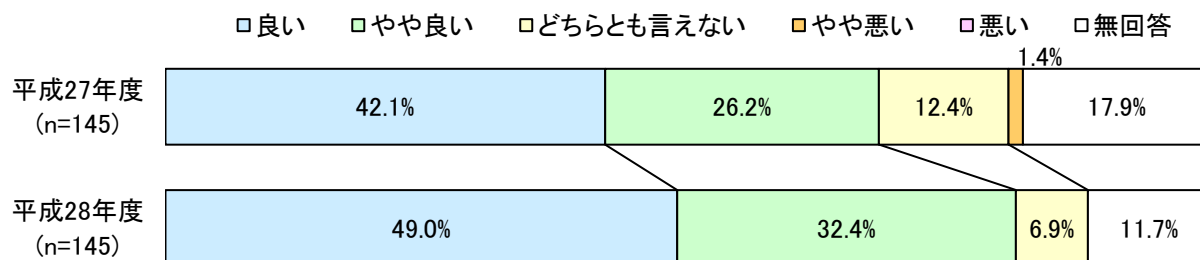 □良い □やや良い □どちらとも言えない □やや悪い □悪い □無回答
1.4%
平成27年度
(n=145)
42.1% 26.2% 12.4% 17.9%
平成28年度
(n=145)
49.0% 32.4% 6.9% 11.7%